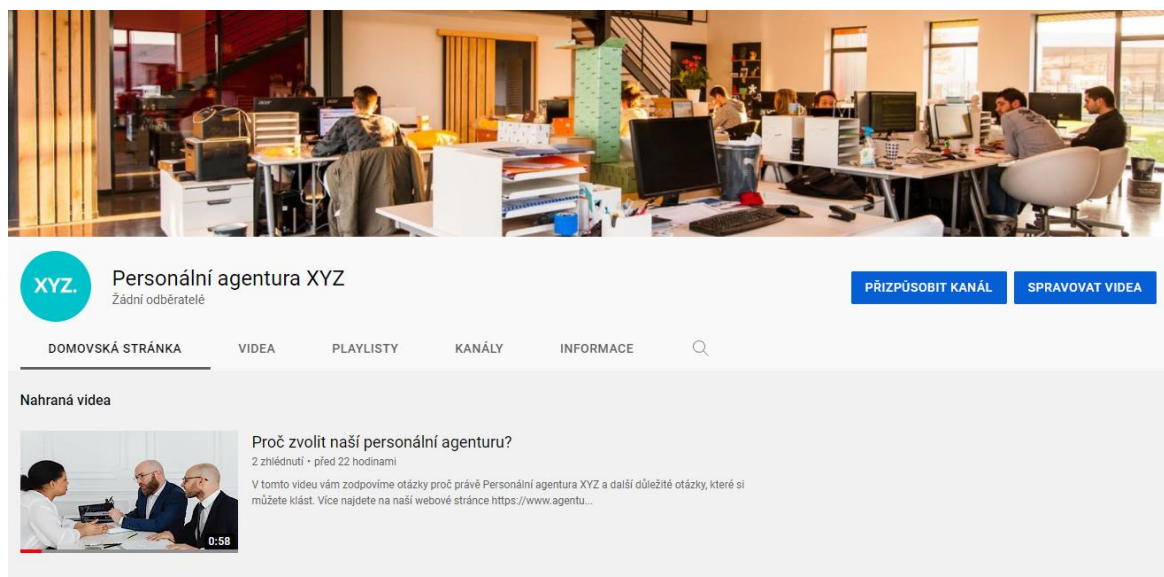 XYZ.
Personální agentura XYZ
Žádní odběratelé
PŘIZPŮSOBIT KANÁL
SPRAVOVAT VIDEA
DOMOVSKÁ STRÁNKA VIDEA PLAYLISTY KANÁLY INFORMACE
Nahraná videa
Proč zvolit naší personální agenturu?
2 zhlédnutí • před 22 hodinami
V tomto videu vám zodpovíme otázky proč právě Personální agentura XYZ a další důležité otázky, které si
můžete klást. Více najdete na naší webové stránce https://www.agentu...
0:58